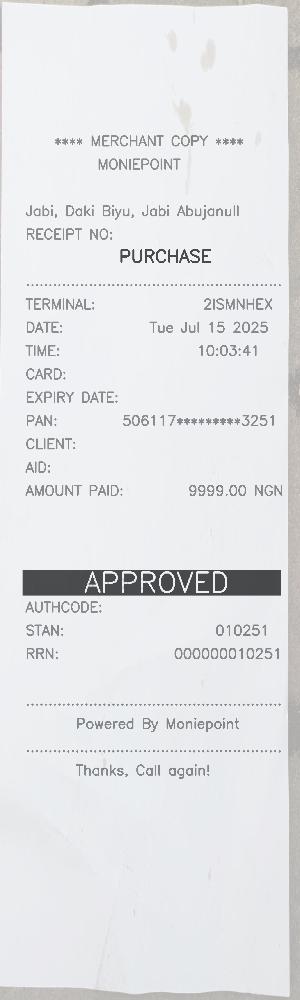 **** MERCHANT COPY ****
MONIEPOINT
Jabi, Daki Biyu, Jabi Abujanull
RECEIPT NO:
PURCHASE
TERMINAL: 2ISMNHEX
DATE: Tue Jul 15 2025
TIME: 10:03:41
CARD:
EXPIRY DATE:
PAN: 506117*********3251
CLIENT:
AID:
AMOUNT PAID: 9999.00 NGN
APPROVED
AUTHCODE:
STAN: 010251
RRN: 000000010251
Powered By Moniepoint
Thanks, Call again!